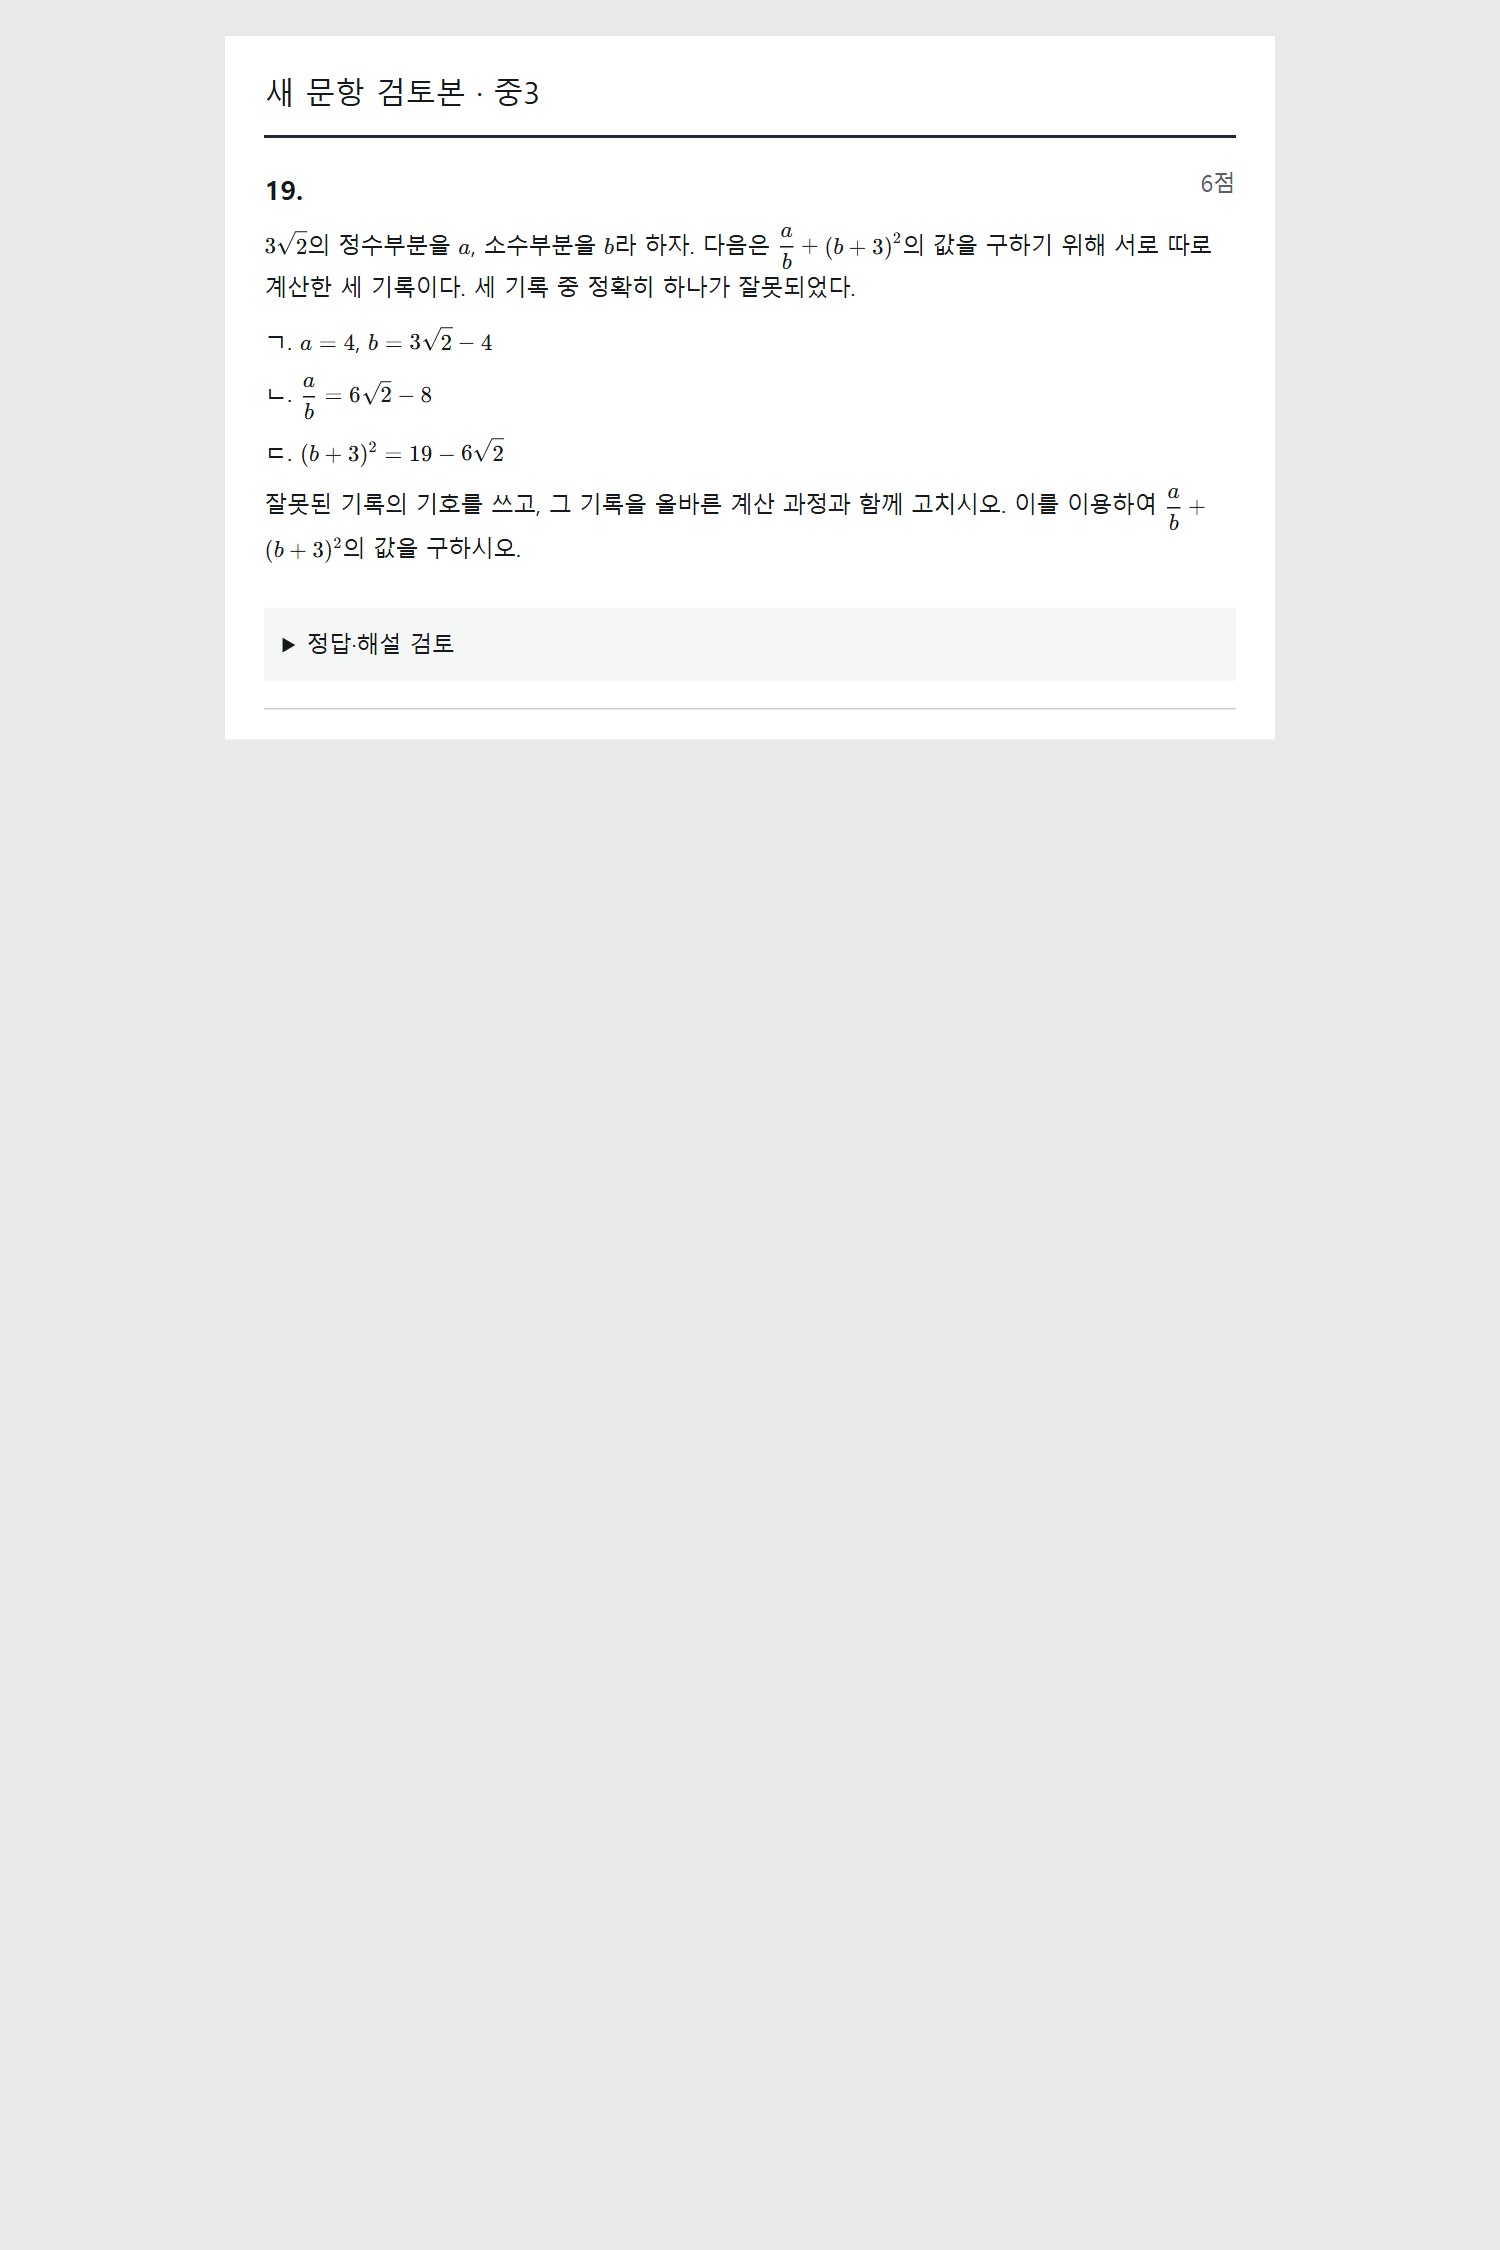 새 문항 검토본 · 중3
19.
6점
3√2의 정수부분을 a, 소수부분을 b라 하자. 다음은 a/b + (b + 3)²의 값을 구하기 위해 서로 따로
계산한 세 기록이다. 세 기록 중 정확히 하나가 잘못되었다.
ㄱ. a = 4, b = 3√2 − 4
ㄴ. a/b = 6√2 − 8
ㄷ. (b + 3)² = 19 − 6√2
잘못된 기록의 기호를 쓰고, 그 기록을 올바른 계산 과정과 함께 고치시오. 이를 이용하여 a/b +
(b + 3)²의 값을 구하시오.
▶ 정답·해설 검토